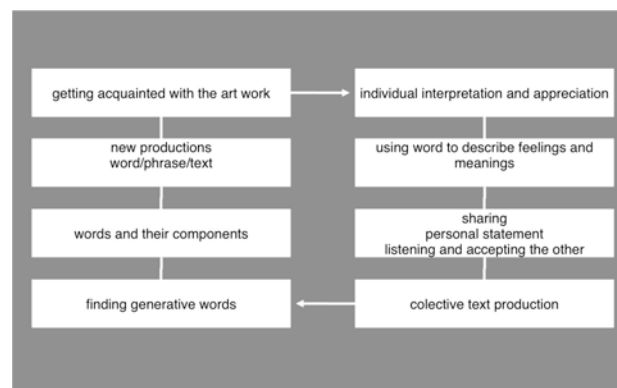 getting acquainted with the art work
individual interpretation and appreciation
new productions
word/phrase/text
using word to describe feelings and
meanings
words and their components
sharing
personal statement
listening and accepting the other
finding generative words
colective text production